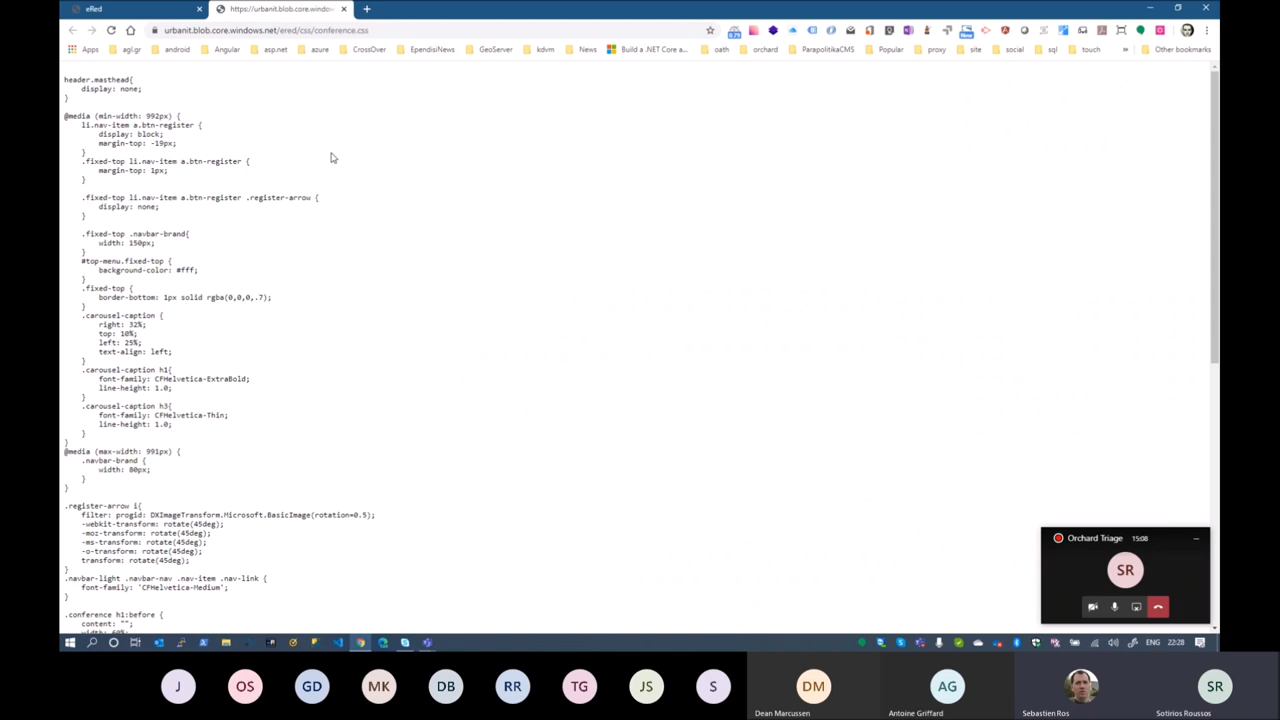 eRed
https://urbanit.blob.core.window
urbanit.blob.core.windows.net/ered/css/conference.css
0.79
New
Apps
agl.gr
android
Angular
asp.net
azure
CrossOver
EpendisiNews
GeoServer
kdvm
News
Build a .NET Core a...
oath
orchard
ParapolitikaCMS
Popular
proxy
site
social
sql
touch
»
Other bookmarks
header.masthead{
display: none;
}
@media (min-width: 992px) {
li.nav-item a.btn-register {
display: block;
margin-top: -19px;
}
.fixed-top li.nav-item a.btn-register {
margin-top: 1px;
}
.fixed-top li.nav-item a.btn-register .register-arrow {
display: none;
}
.fixed-top .navbar-brand{
width: 150px;
}
#top-menu.fixed-top {
background-color: #fff;
}
.fixed-top {
border-bottom: 1px solid rgba(0,0,0,.7);
}
.carousel-caption {
right: 32%;
top: 10%;
left: 25%;
text-align: left;
}
.carousel-caption h1{
font-family: CFHelvetica-ExtraBold;
line-height: 1.0;
}
.carousel-caption h3{
font-family: CFHelvetica-Thin;
line-height: 1.0;
}
}
@media (max-width: 991px) {
.navbar-brand {
width: 80px;
}
}
.register-arrow i{
filter: progid: DXImageTransform.Microsoft.BasicImage(rotation=0.5);
-webkit-transform: rotate(45deg);
-moz-transform: rotate(45deg);
-ms-transform: rotate(45deg);
-o-transform: rotate(45deg);
transform: rotate(45deg);
}
.navbar-light .navbar-nav .nav-item .nav-link {
font-family: 'CFHelvetica-Medium';
}
.conference h1:before {
content: "";
width: 60%;
Orchard Triage 15:08
SR
ENG 22:28
J
OS
GD
MK
DB
RR
TG
JS
S
DM
AG
SR
Dean Marcussen
Antoine Griffard
Sebastien Ros
Sotirios Roussos